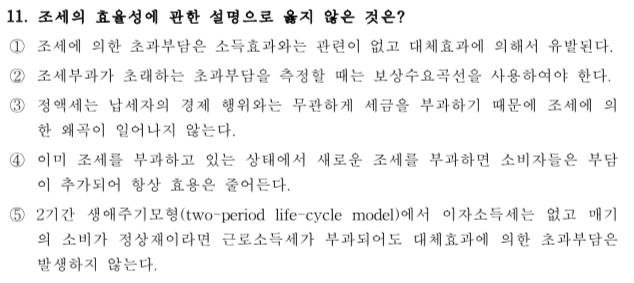 11. 조세의 효율성에 관한 설명으로 옳지 않은 것은?
① 조세에 의한 초과부담은 소득효과와는 관련이 없고 대체효과에 의해서 유발된다.
② 조세부과가 초래하는 초과부담을 측정할 때는 보상수요곡선을 사용하여야 한다.
③ 정액세는 납세자의 경제 행위와는 무관하게 세금을 부과하기 때문에 조세에 의
한 왜곡이 일어나지 않는다.
④ 이미 조세를 부과하고 있는 상태에서 새로운 조세를 부과하면 소비자들은 부담
이 추가되어 항상 효용은 줄어든다.
⑤ 2기간 생애주기모형(two-period life-cycle model)에서 이자소득세는 없고 매기
의 소비가 정상재이라면 근로소득세가 부과되어도 대체효과에 의한 초과부담은
발생하지 않는다.